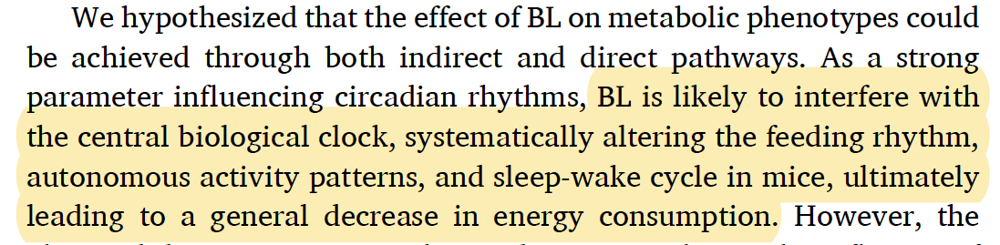 We hypothesized that the effect of BL on metabolic phenotypes could
be achieved through both indirect and direct pathways. As a strong
parameter influencing circadian rhythms, BL is likely to interfere with
the central biological clock, systematically altering the feeding rhythm,
autonomous activity patterns, and sleep-wake cycle in mice, ultimately
leading to a general decrease in energy consumption. However, the